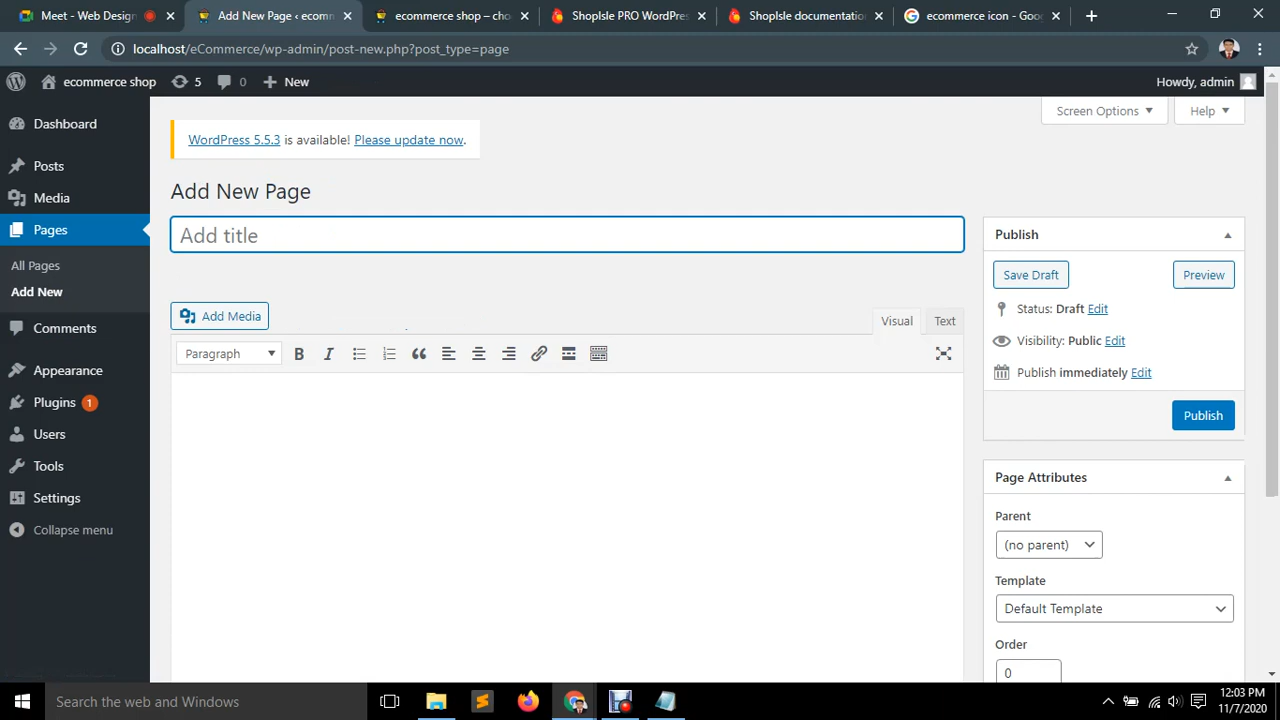 Meet - Web Design
Add New Page ‹ ecomm
ecommerce shop – cho
ShopIsle PRO WordPres
ShopIsle documentatio
ecommerce icon - Goo
localhost/eCommerce/wp-admin/post-new.php?post_type=page
ecommerce shop
5
0
New
Howdy, admin
Dashboard
Posts
Media
Pages
All Pages
Add New
Comments
Appearance
Plugins 1
Users
Tools
Settings
Collapse menu
Screen Options
Help
WordPress 5.5.3 is available! Please update now.
Add New Page
Add title
Add Media
Visual
Text
Paragraph
B I
Publish
Save Draft
Preview
Status: Draft Edit
Visibility: Public Edit
Publish immediately Edit
Publish
Page Attributes
Parent
(no parent)
Template
Default Template
Order
0
Search the web and Windows
12:03 PM
11/7/2020